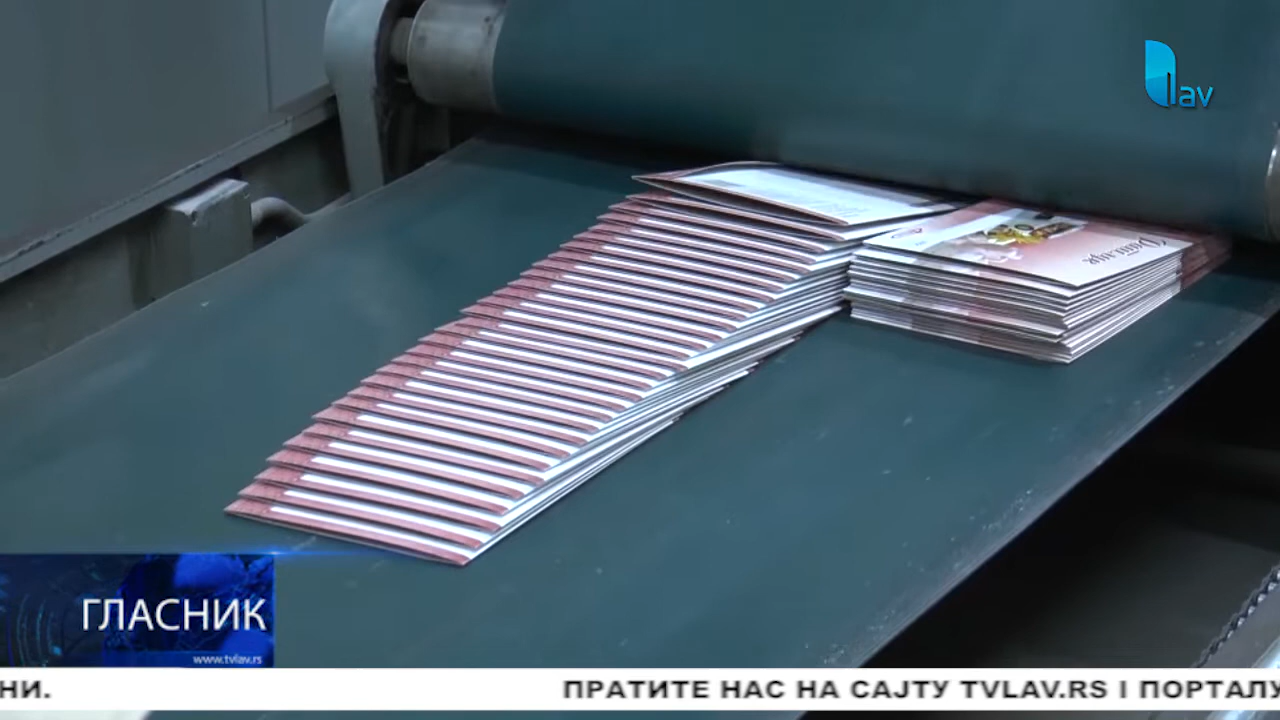 lav
ГЛАСНИК
www.tvlav.rs
НИ. ПРАТИТЕ НАС НА САЈТУ TVLAV.RS I ПОРТАЛУ